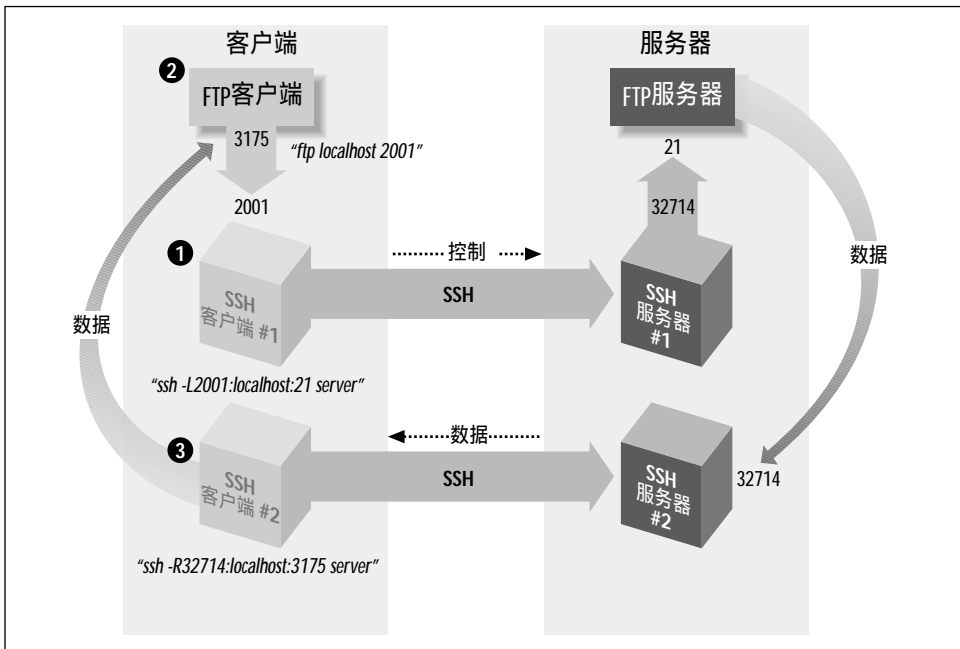 客户端
服务器
❷
FTP客户端
FTP服务器
3175
"ftp localhost 2001"
21
2001
32714
❶
控制
数据
SSH
SSH
客户端 #1
SSH
服务器
#1
数据
"ssh -L2001:localhost:21 server"
❸
数据
SSH
SSH
客户端 #2
SSH
服务器
#2
32714
"ssh -R32714:localhost:3175 server"